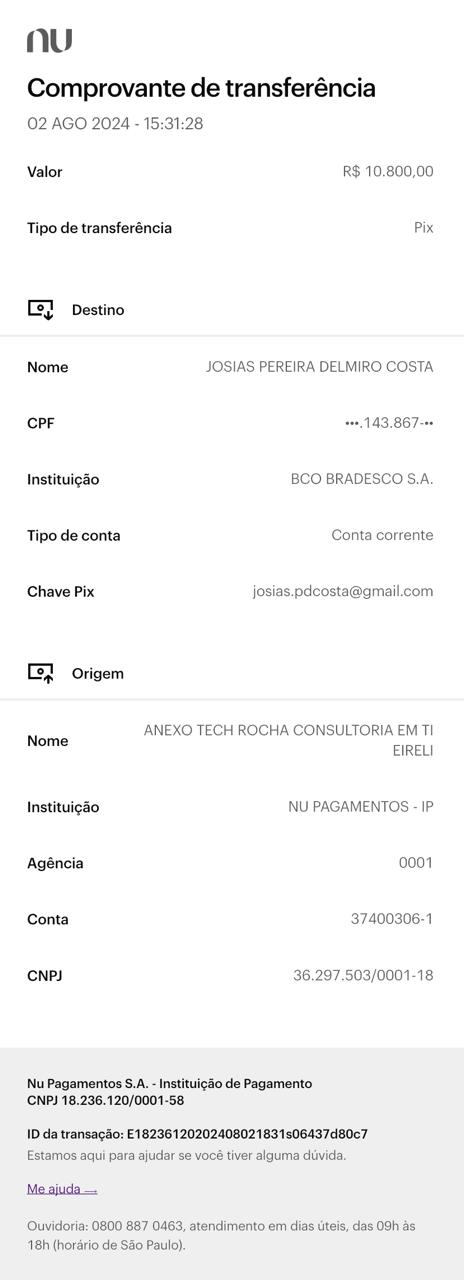 nu
Comprovante de transferência
02 AGO 2024 - 15:31:28
Valor R$ 10.800,00
Tipo de transferência Pix
Destino
Nome JOSIAS PEREIRA DELMIRO COSTA
CPF •••.143.867-••
Instituição BCO BRADESCO S.A.
Tipo de conta Conta corrente
Chave Pix josias.pdcosta@gmail.com
Origem
Nome ANEXO TECH ROCHA CONSULTORIA EM TI
EIRELI
Instituição NU PAGAMENTOS - IP
Agência 0001
Conta 37400306-1
CNPJ 36.297.503/0001-18
Nu Pagamentos S.A. - Instituição de Pagamento
CNPJ 18.236.120/0001-58
ID da transação: E18236120202408021831s06437d80c7
Estamos aqui para ajudar se você tiver alguma dúvida.
Me ajuda →
Ouvidoria: 0800 887 0463, atendimento em dias úteis, das 09h às
18h (horário de São Paulo).